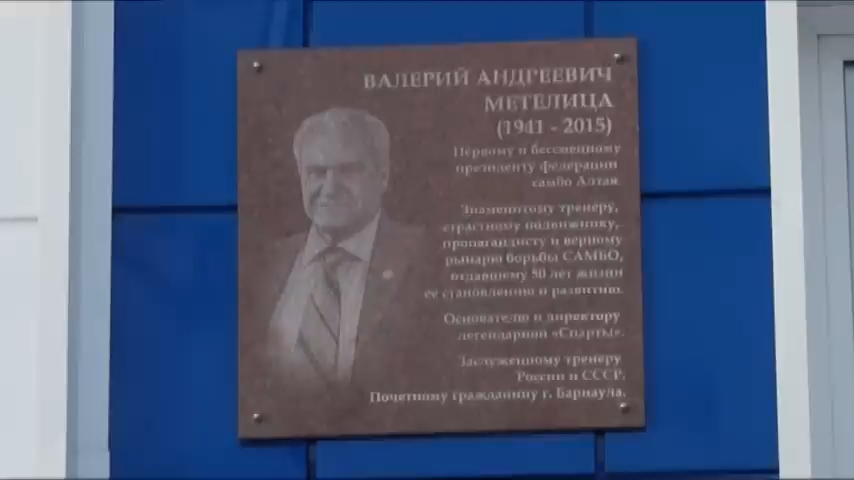 ВАЛЕРИЙ АНДРЕЕВИЧ
МЕТЕЛИЦА
(1941 - 2015)
Первому и бессменному
президенту федерации
самбо Алтая
Знаменитому тренеру,
страстному подвижнику,
пропагандисту и верному
рыцарю борьбы САМБО,
отдавшему 50 лет жизни
ее становлению и развитию.
Основателю и директору
легендарной «Спарты».
Заслуженному тренеру
России и СССР.
Почетному гражданину г. Барнаула.